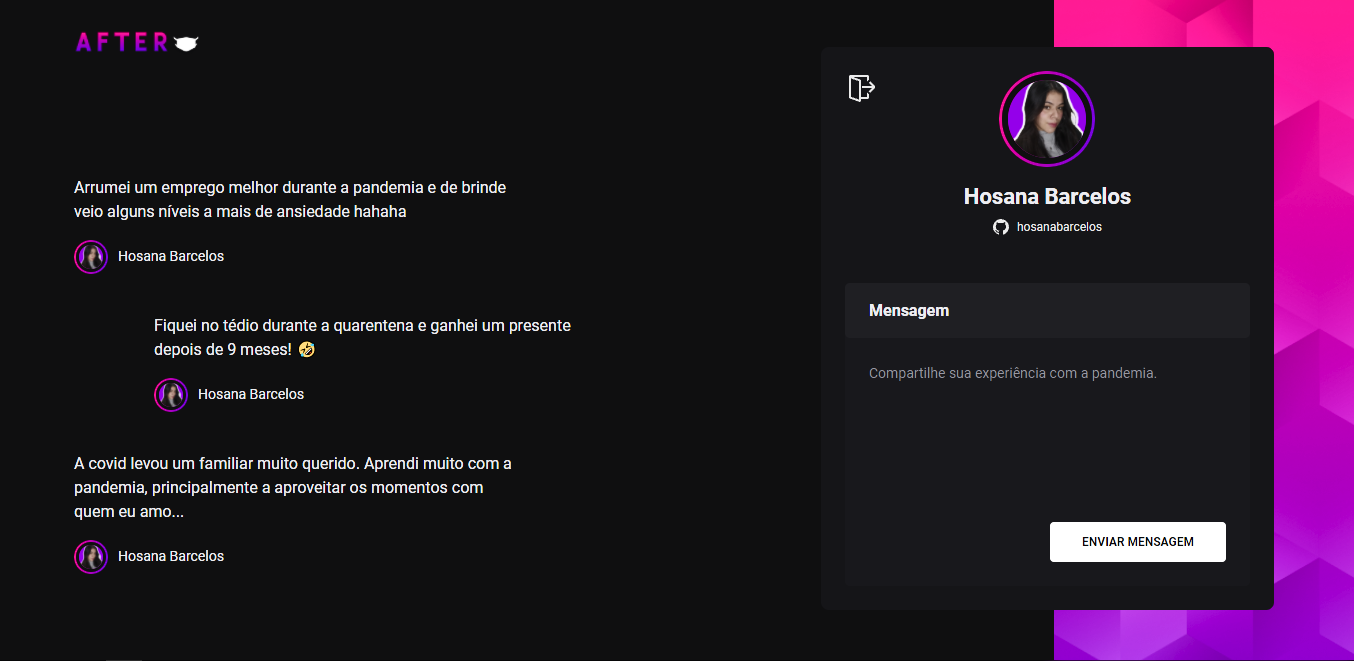 AFTER
Arrumei um emprego melhor durante a pandemia e de brinde
veio alguns níveis a mais de ansiedade hahaha
Hosana Barcelos
Fiquei no tédio durante a quarentena e ganhei um presente
depois de 9 meses! 🤣
Hosana Barcelos
A covid levou um familiar muito querido. Aprendi muito com a
pandemia, principalmente a aproveitar os momentos com
quem eu amo...
Hosana Barcelos
Hosana Barcelos
hosanabarcelos
Mensagem
Compartilhe sua experiência com a pandemia.
ENVIAR MENSAGEM